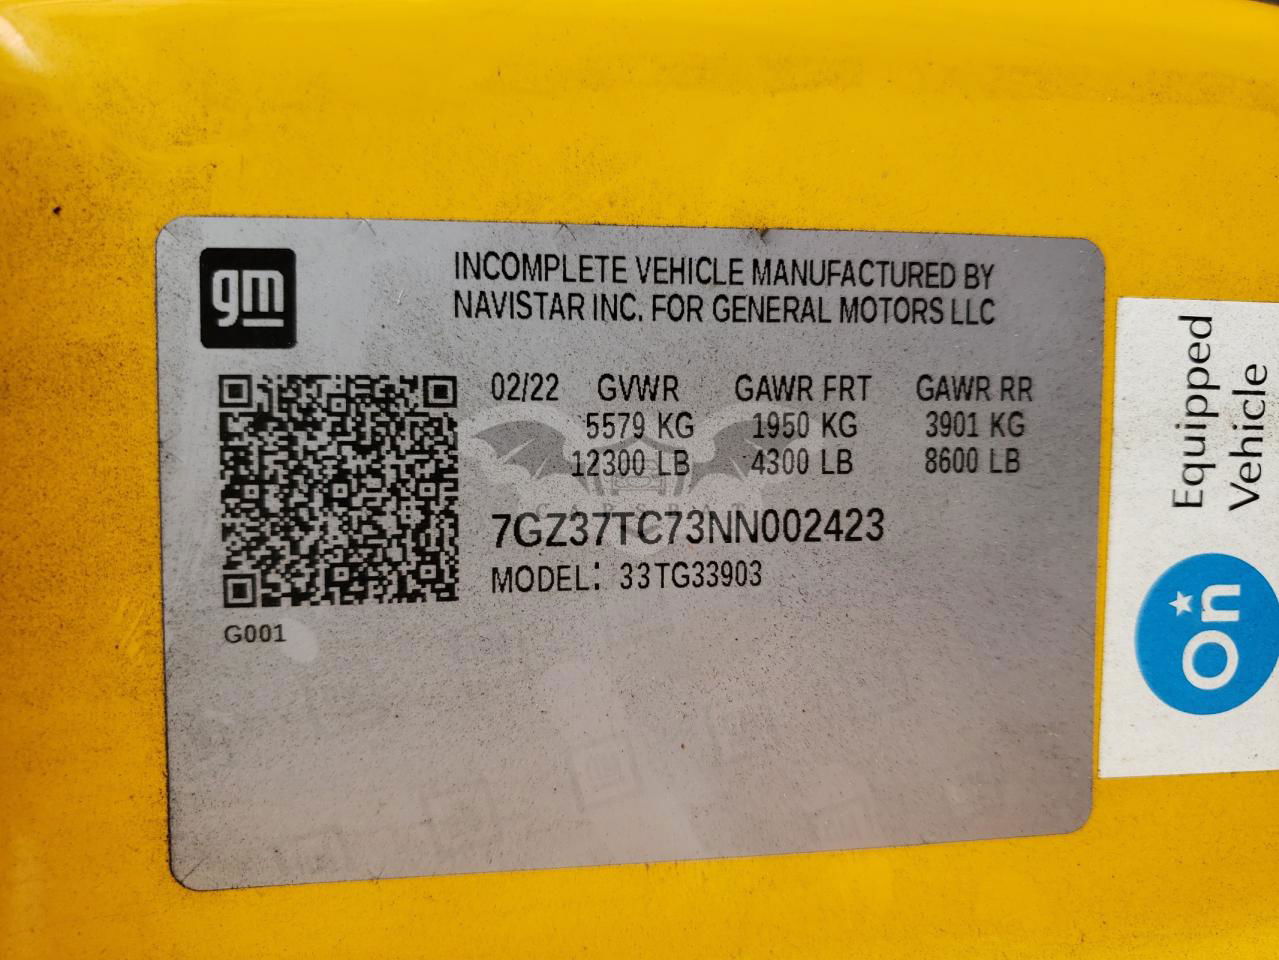 gm
INCOMPLETE VEHICLE MANUFACTURED BY
NAVISTAR INC. FOR GENERAL MOTORS LLC
02/22 GVWR GAWR FRT GAWR RR
5579 KG 1950 KG 3901 KG
12300 LB 4300 LB 8600 LB
7GZ37TC73NN002423
MODEL: 33TG33903
G001
On
Equipped
Vehicle